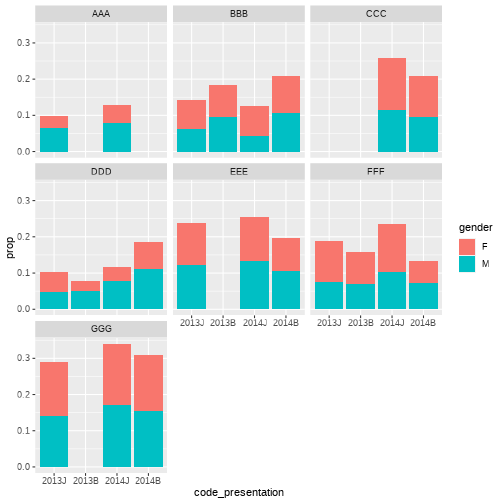 AAA BBB CCC
0.3
0.2
0.1
0.0
DDD EEE FFF
0.3
0.2
0.1
0.0
2013J 2013B 2014J 2014B 2013J 2013B 2014J 2014B
GGG
0.3
0.2
0.1
0.0
2013J 2013B 2014J 2014B
prop
code_presentation
gender
F
M